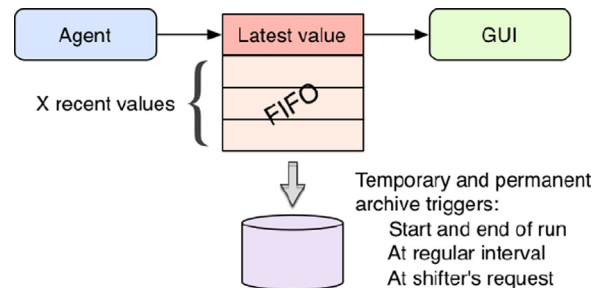 Agent
Latest value
GUI
X recent values
FIFO
Temporary and permanent
archive triggers:
Start and end of run
At regular interval
At shifter's request